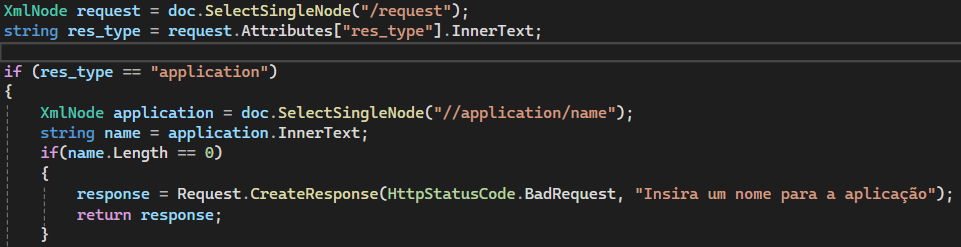 XmlNode request = doc.SelectSingleNode("/request");
string res_type = request.Attributes["res_type"].InnerText;
if (res_type == "application")
{
XmlNode application = doc.SelectSingleNode("//application/name");
string name = application.InnerText;
if(name.Length == 0)
{
response = Request.CreateResponse(HttpStatusCode.BadRequest, "Insira um nome para a aplicação");
return response;
}